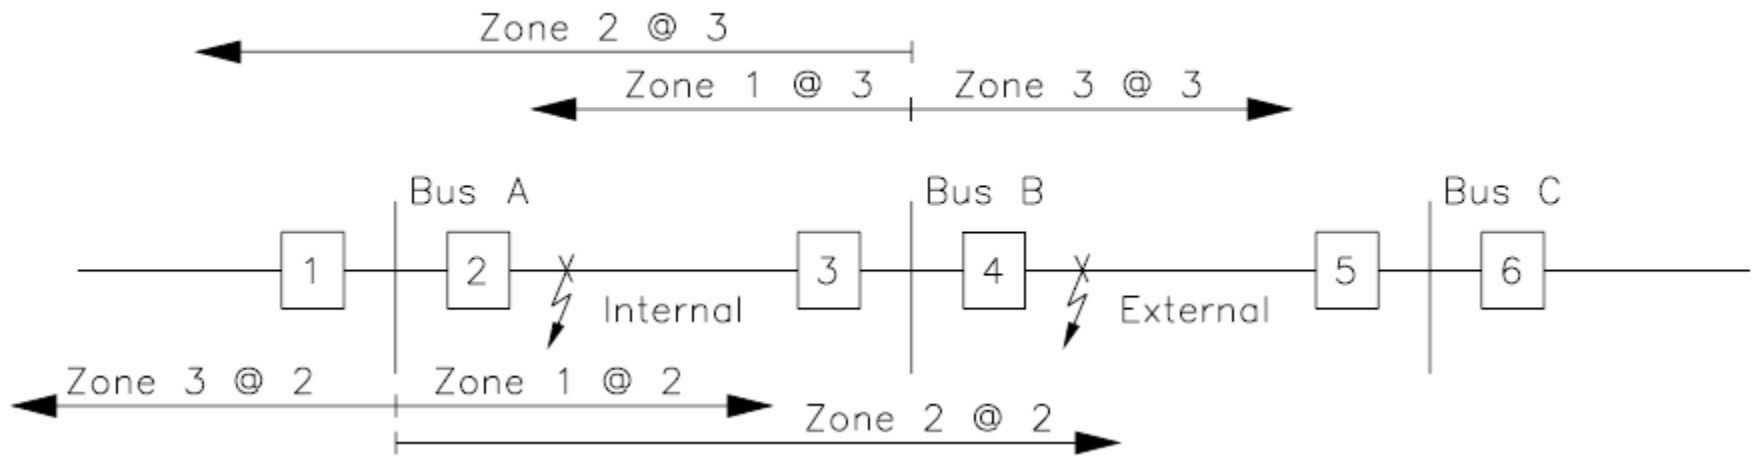 Zone 2 @ 3
Zone 1 @ 3
Zone 3 @ 3
Bus A
Bus B
Bus C
1
2
3
4
5
6
Internal
External
Zone 3 @ 2
Zone 1 @ 2
Zone 2 @ 2